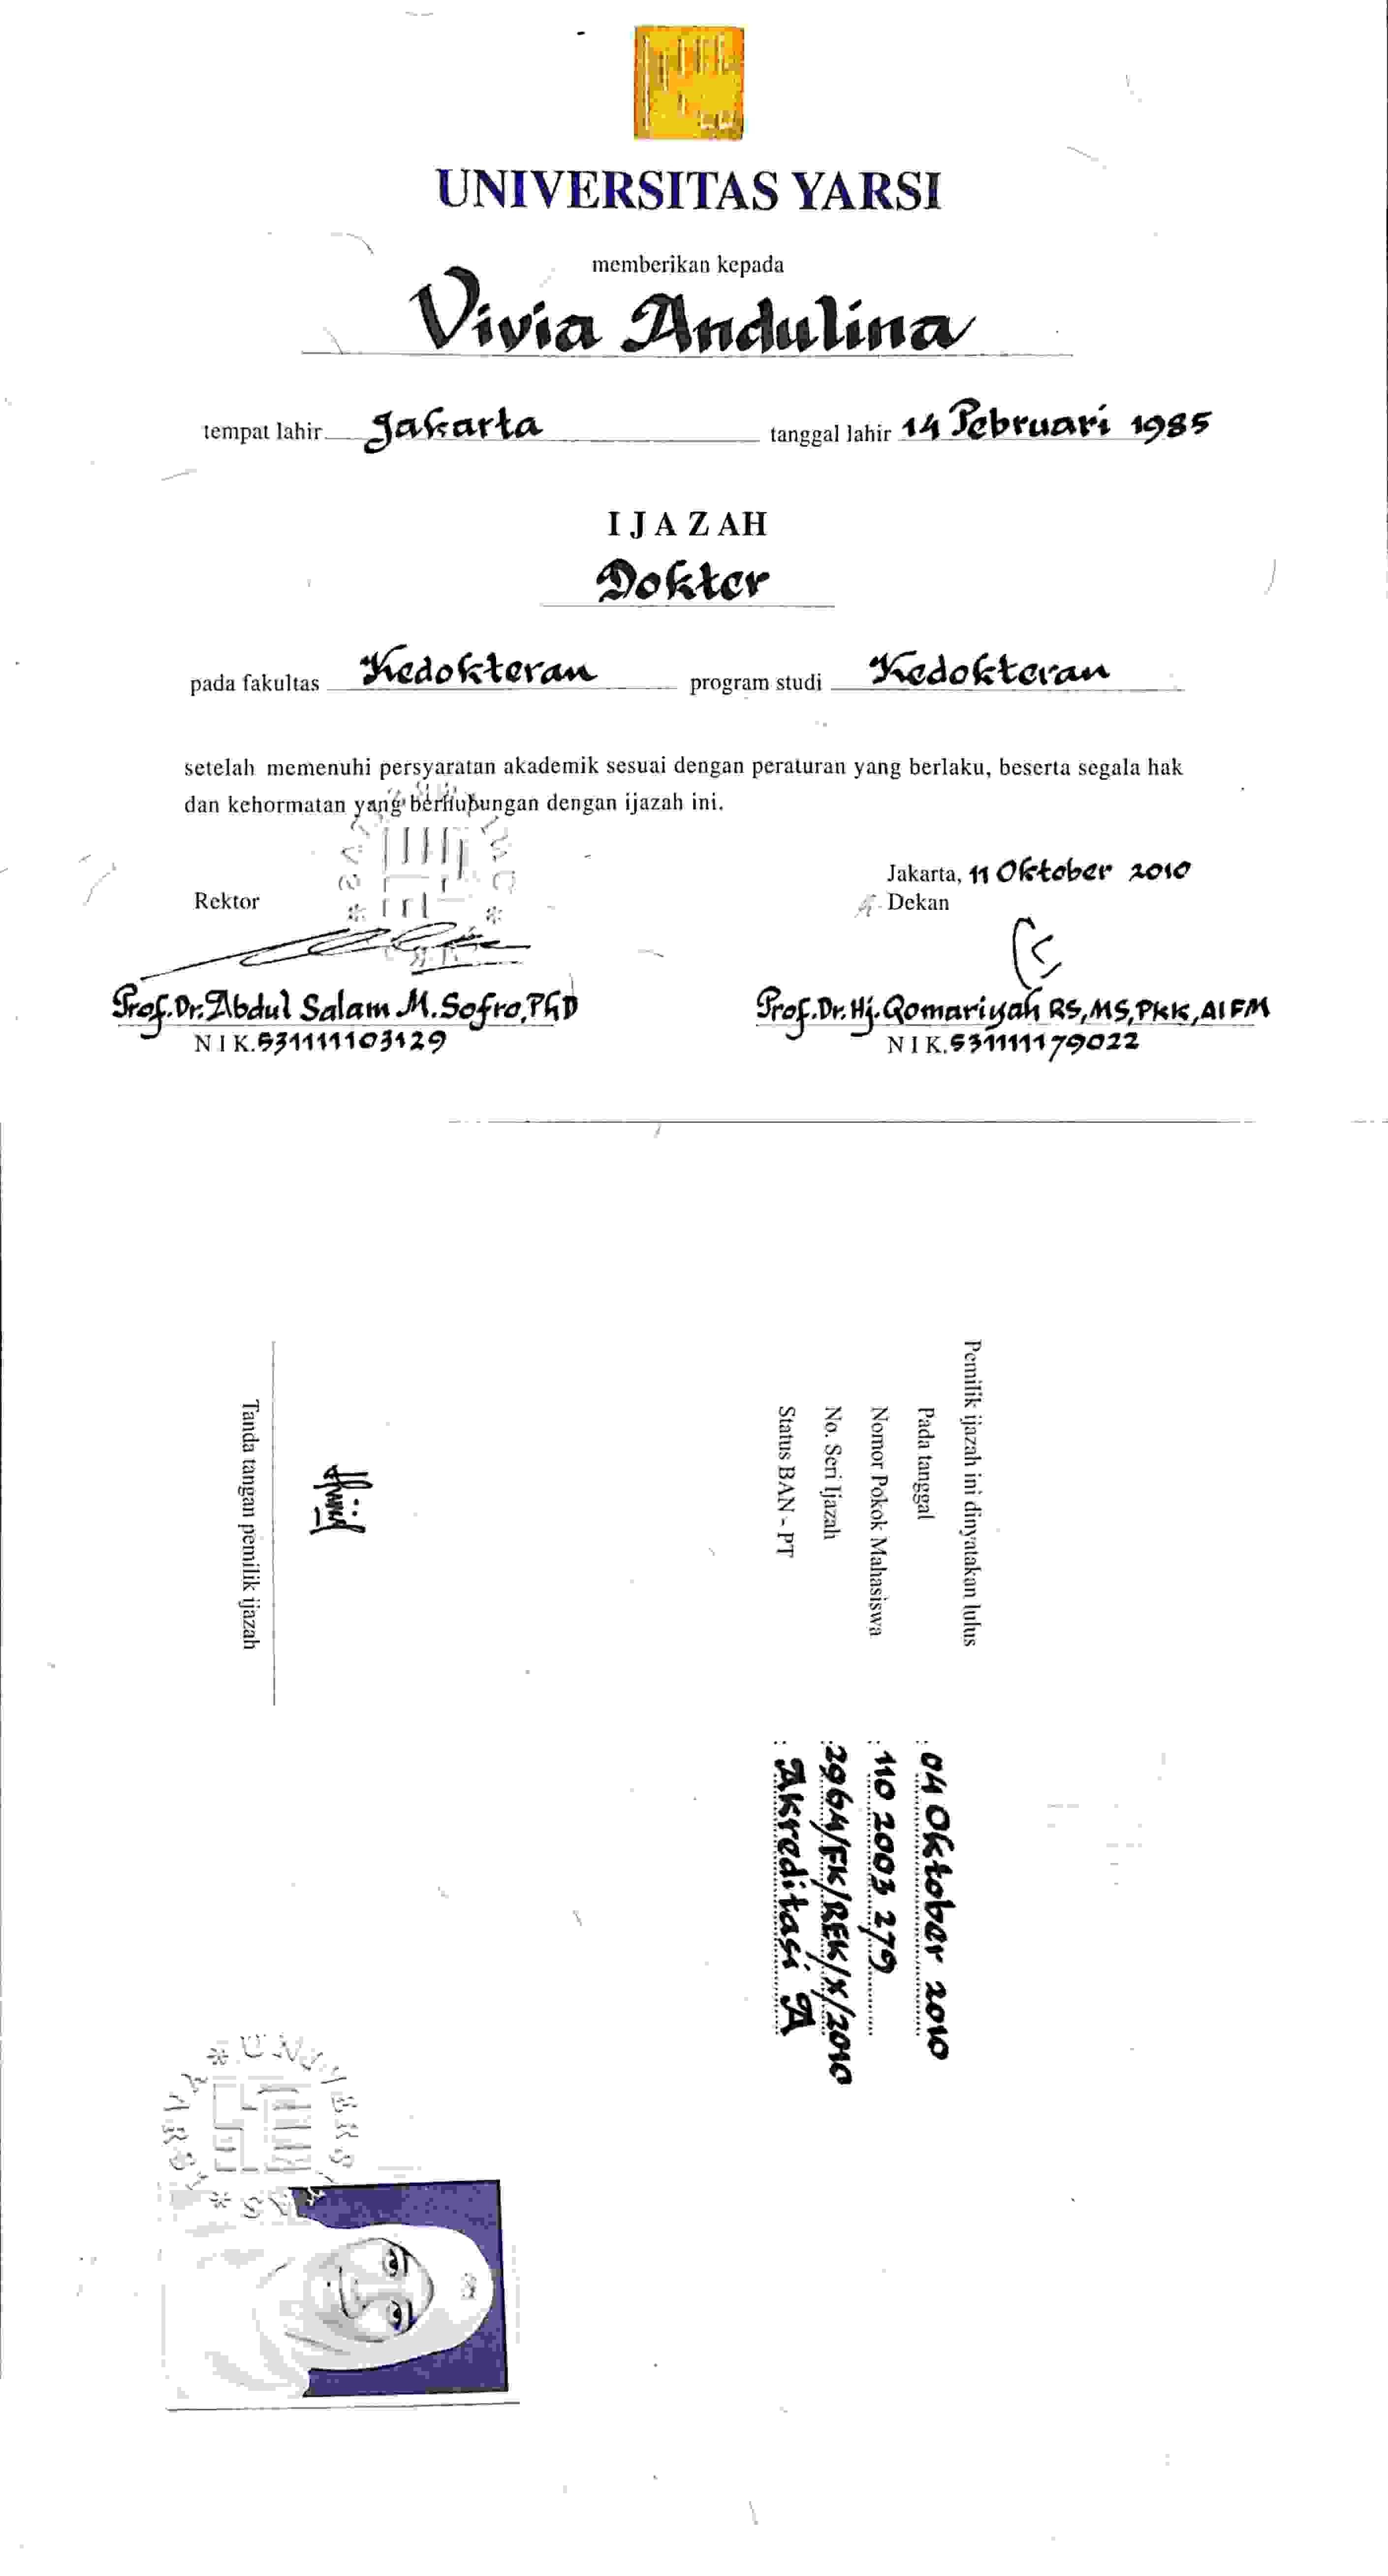 UNIVERSITAS YARSI
memberikan kepada
Vivia Andulina
tempat lahir Jakarta tanggal lahir 14 Pebruari 1985
IJAZAH
Dokter
pada fakultas Kedokteran program studi Kedokteran
setelah memenuhi persyaratan akademik sesuai dengan peraturan yang berlaku, beserta segala hak
dan kehormatan yang berhubungan dengan ijazah ini.
Jakarta, 11 Oktober 2010
Rektor Dekan
Prof.Dr.Abdul Salam M.Sofro,PhD Prof.Dr.Hj.Qomariyah RS,MS,PKK,AIFM
NIK.531111103129 NIK.531111179022
Pemilik ijazah ini dinyatakan lulus
Pada tanggal : 04 Oktober 2010
Nomor Pokok Mahasiswa : 110 2003 279
No. Seri Ijazah : 2964/FK/REK/X/2010
Status BAN - PT : Akreditasi A
Tanda tangan pemilik ijazah
UNIVERSITAS * YARSI *